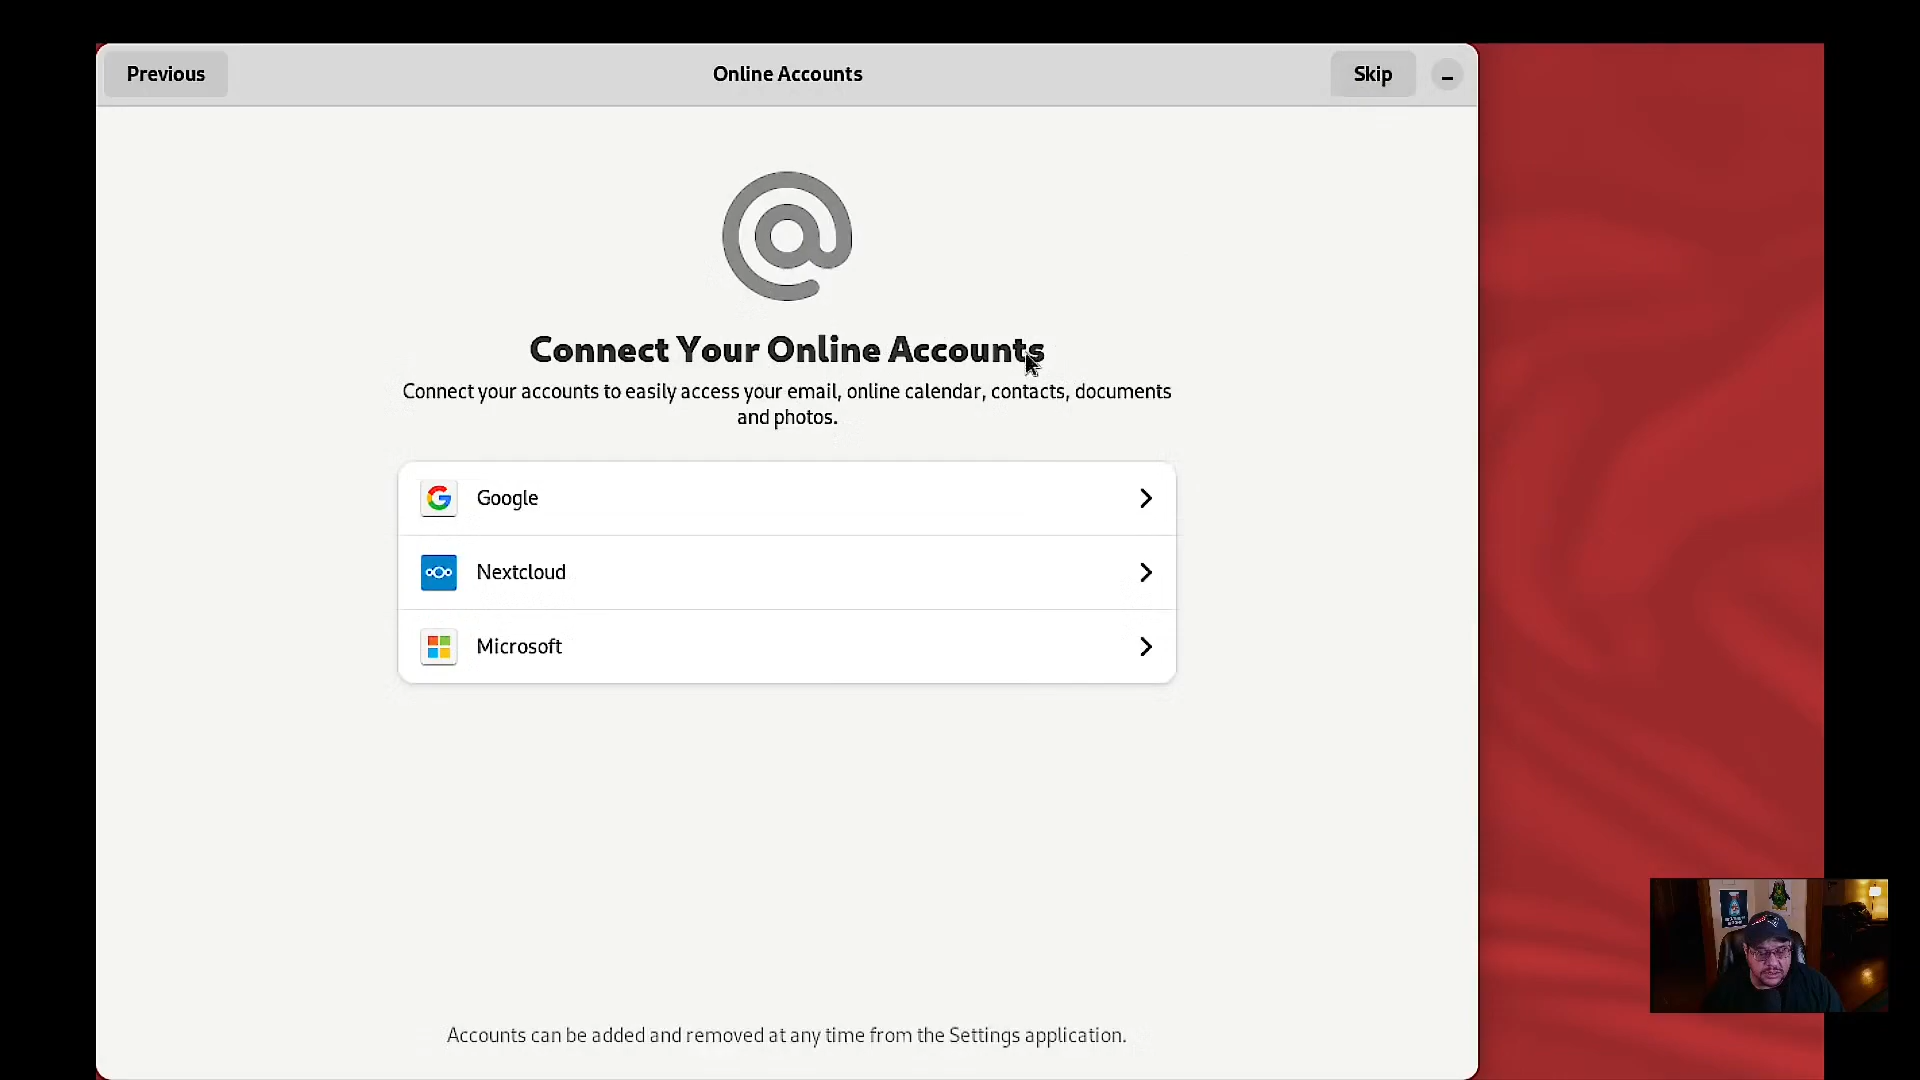 Previous
Online Accounts
Skip
Connect Your Online Accounts
Connect your accounts to easily access your email, online calendar, contacts, documents
and photos.
Google
Nextcloud
Microsoft
Accounts can be added and removed at any time from the Settings application.